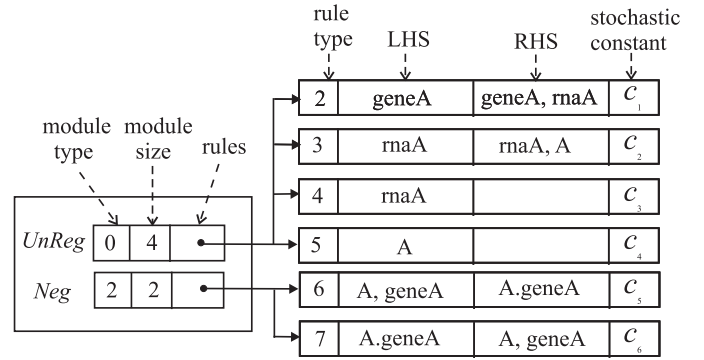 rule type LHS RHS stochastic constant
2 geneA geneA, rnaA c1
3 rnaA rnaA, A c2
4 rnaA c3
5 A c4
6 A, geneA A.geneA c5
7 A.geneA A, geneA c6
module type module size rules
UnReg 0 4
Neg 2 2